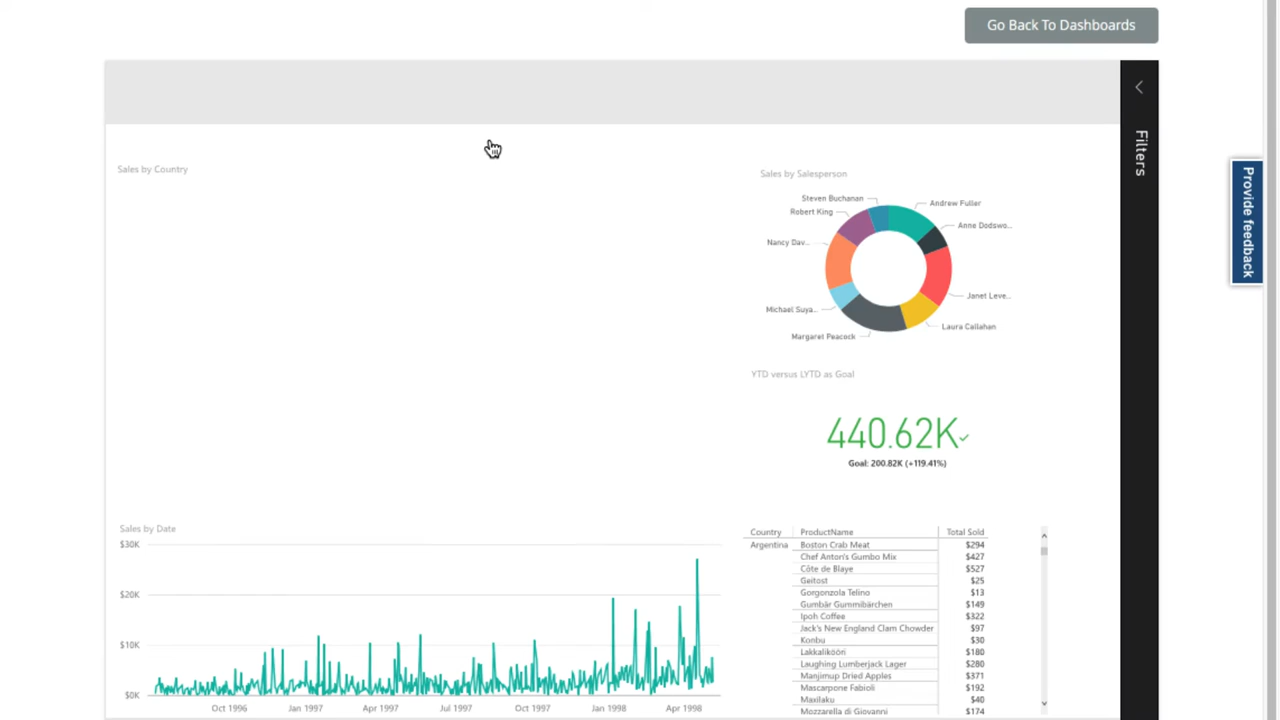 Go Back To Dashboards
Filters
Provide feedback
Sales by Country
Sales by Salesperson
Steven Buchanan
Andrew Fuller
Robert King
Anne Dodswo...
Nancy Dav...
Janet Leve...
Michael Suya...
Laura Callahan
Margaret Peacock
YTD versus LYTD as Goal
440.62K
Goal: 200.82K (+119.41%)
Sales by Date
$30K
$20K
$10K
$0K
Oct 1996 Jan 1997 Apr 1997 Jul 1997 Oct 1997 Jan 1998 Apr 1998
Country ProductName Total Sold
Argentina Boston Crab Meat $294
Chef Anton's Gumbo Mix $427
Côte de Blaye $527
Geitost $25
Gorgonzola Telino $13
Gumbär Gummibärchen $149
Ipoh Coffee $322
Jack's New England Clam Chowder $97
Konbu $30
Lakkalikööri $180
Laughing Lumberjack Lager $280
Manjimup Dried Apples $371
Mascarpone Fabioli $192
Maxilaku $40
Mozzarella di Giovanni $174